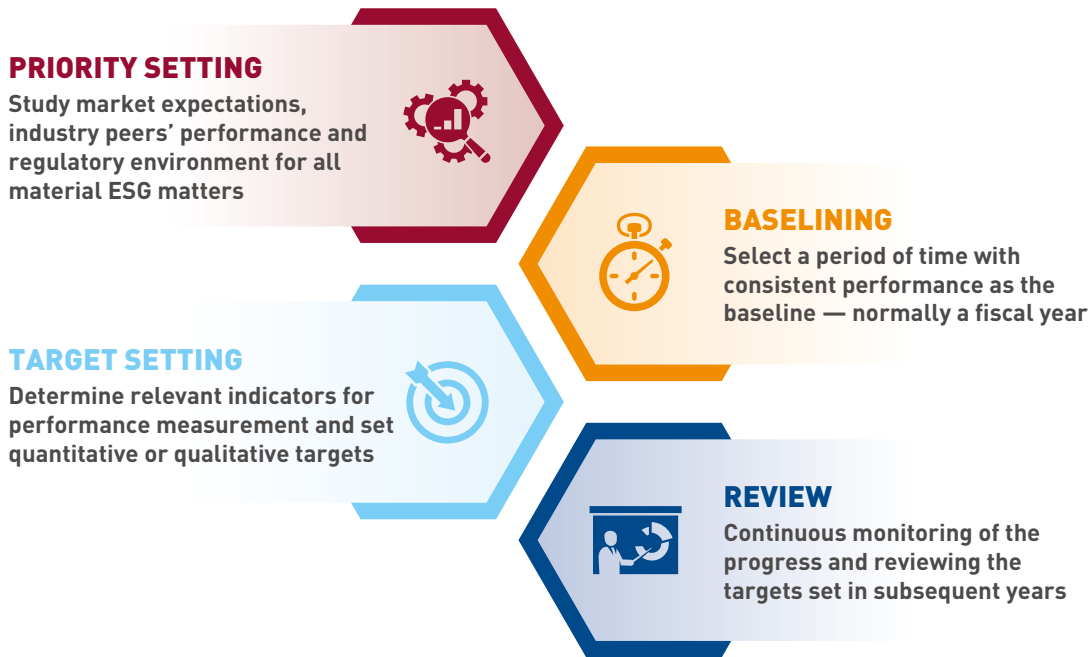 PRIORITY SETTING
Study market expectations,
industry peers’ performance and
regulatory environment for all
material ESG matters
BASELINING
Select a period of time with
consistent performance as the
baseline — normally a fiscal year
TARGET SETTING
Determine relevant indicators for
performance measurement and set
quantitative or qualitative targets
REVIEW
Continuous monitoring of the
progress and reviewing the
targets set in subsequent years